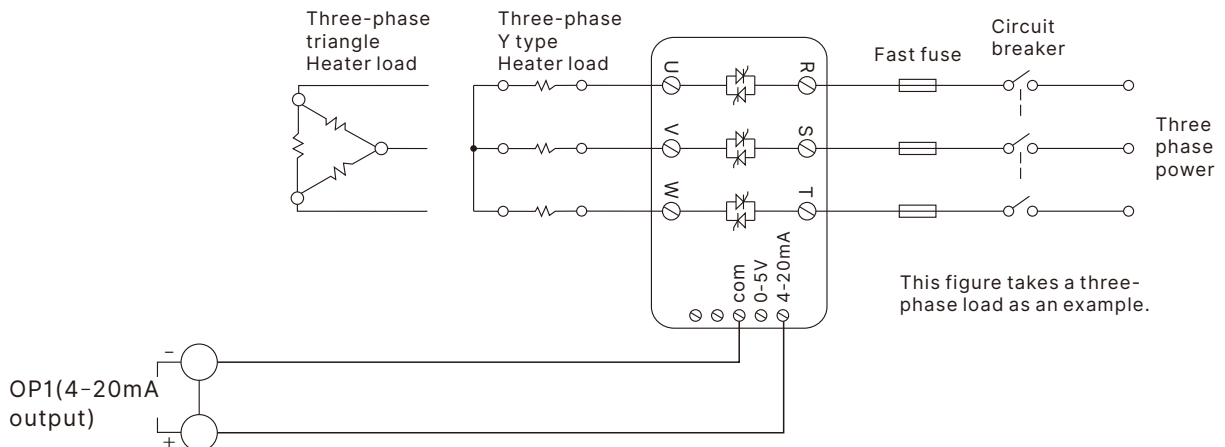 Three-phase
triangle
Heater load
Three-phase
Y type
Heater load
Circuit
breaker
Fast fuse
U
R
V
S
W
T
Three
phase
power
com
0-5V
4-20mA
This figure takes a three-
phase load as an example.
−
OP1(4-20mA
output)
+